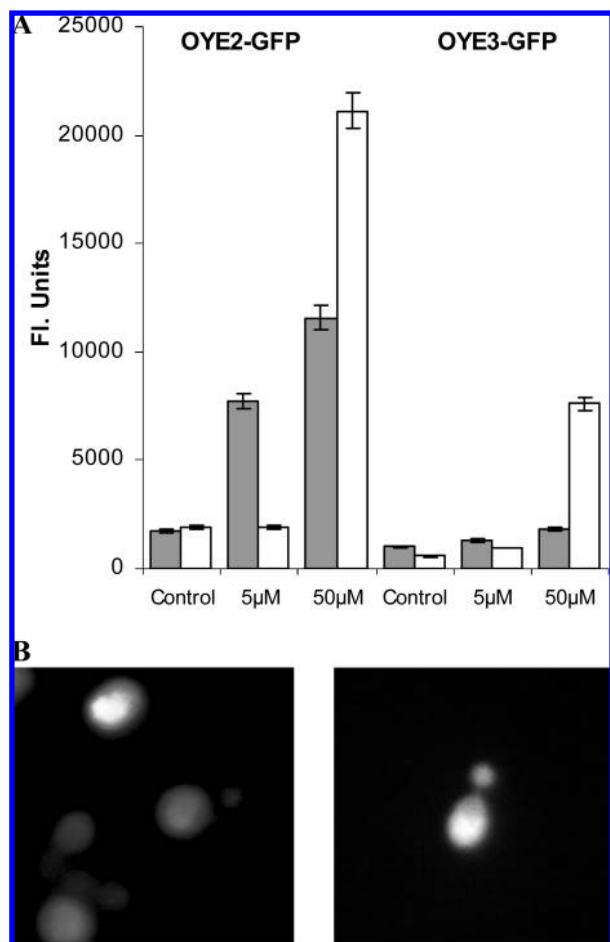 A
OYE2-GFP OYE3-GFP
Fl. Units
25000
20000
15000
10000
5000
0
Control 5µM 50µM Control 5µM 50µM
B